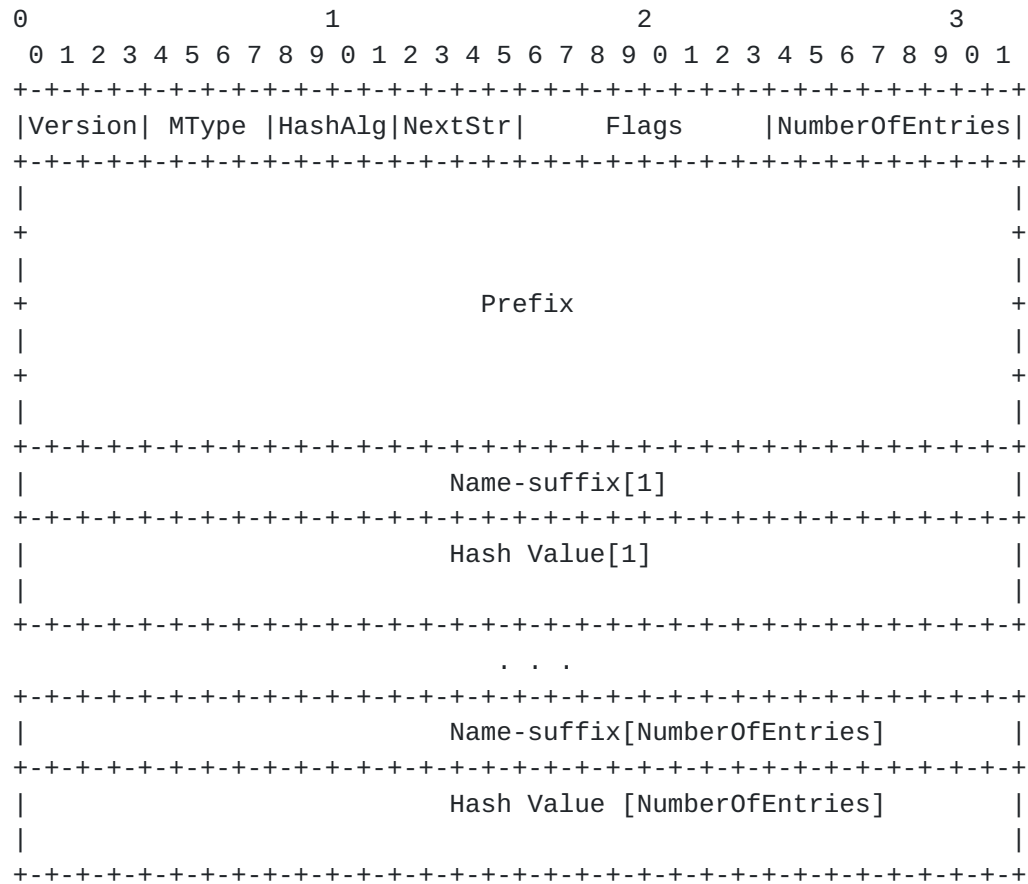 0                   1                   2                   3
 0 1 2 3 4 5 6 7 8 9 0 1 2 3 4 5 6 7 8 9 0 1 2 3 4 5 6 7 8 9 0 1
+-+-+-+-+-+-+-+-+-+-+-+-+-+-+-+-+-+-+-+-+-+-+-+-+-+-+-+-+-+-+-+-+
|Version| MType |HashAlg|NextStr|     Flags     |NumberOfEntries|
+-+-+-+-+-+-+-+-+-+-+-+-+-+-+-+-+-+-+-+-+-+-+-+-+-+-+-+-+-+-+-+-+
|                                                               |
+                                                               +
|                                                               |
+                             Prefix                            +
|                                                               |
+                                                               +
|                                                               |
+-+-+-+-+-+-+-+-+-+-+-+-+-+-+-+-+-+-+-+-+-+-+-+-+-+-+-+-+-+-+-+-+
|                           Name-suffix[1]                      |
+-+-+-+-+-+-+-+-+-+-+-+-+-+-+-+-+-+-+-+-+-+-+-+-+-+-+-+-+-+-+-+-+
|                           Hash Value[1]                       |
|                                                               |
+-+-+-+-+-+-+-+-+-+-+-+-+-+-+-+-+-+-+-+-+-+-+-+-+-+-+-+-+-+-+-+-+
                               . . .
+-+-+-+-+-+-+-+-+-+-+-+-+-+-+-+-+-+-+-+-+-+-+-+-+-+-+-+-+-+-+-+-+
|                           Name-suffix[NumberOfEntries]        |
+-+-+-+-+-+-+-+-+-+-+-+-+-+-+-+-+-+-+-+-+-+-+-+-+-+-+-+-+-+-+-+-+
|                           Hash Value [NumberOfEntries]        |
|                                                               |
+-+-+-+-+-+-+-+-+-+-+-+-+-+-+-+-+-+-+-+-+-+-+-+-+-+-+-+-+-+-+-+-+